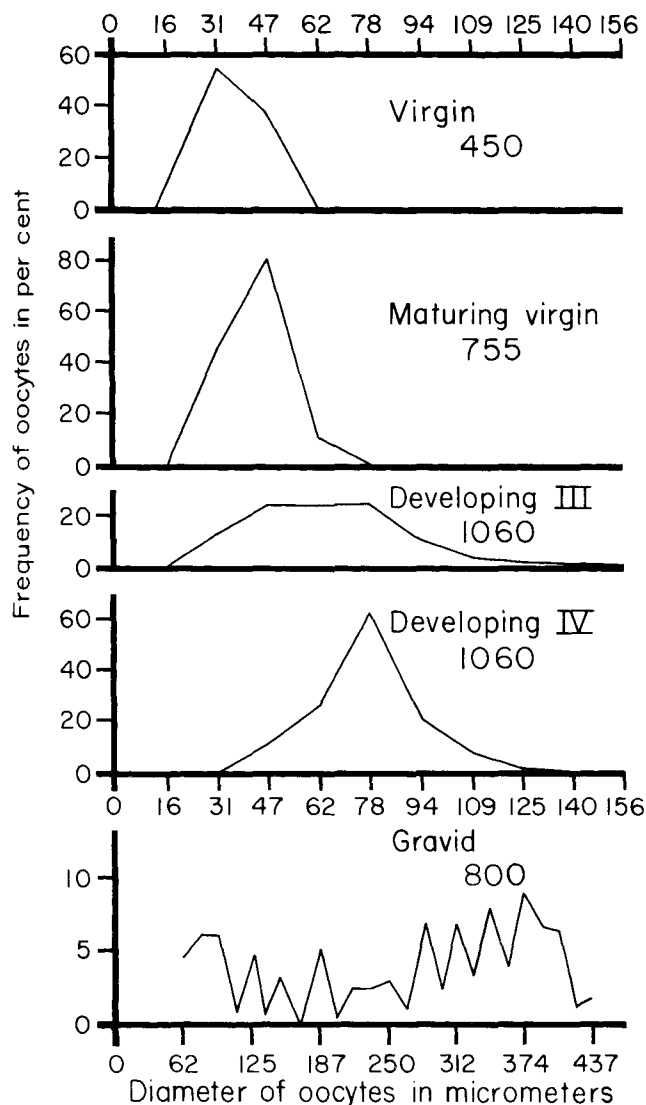 0 16 31 47 62 78 94 109 125 140 156
60
40
20
0
Virgin
450
80
60
40
20
0
Maturing virgin
755
20
0
Developing III
1060
60
40
20
0
Developing IV
1060
0 16 31 47 62 78 94 109 125 140 156
10
5
0
Gravid
800
0 62 125 187 250 312 374 437
Diameter of oocytes in micrometers
Frequency of oocytes in per cent